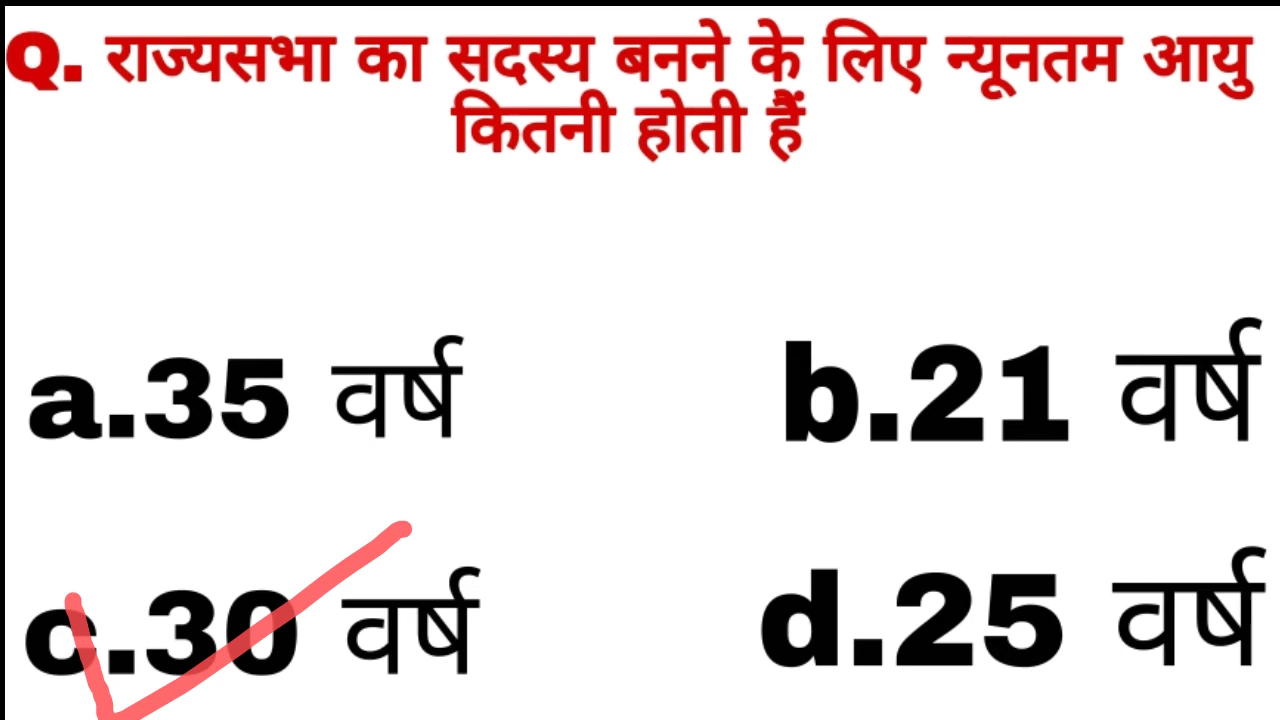 Q. राज्यसभा का सदस्य बनने के लिए न्यूनतम आयु
कितनी होती हैं
a.35 वर्ष
b.21 वर्ष
c.30 वर्ष
d.25 वर्ष